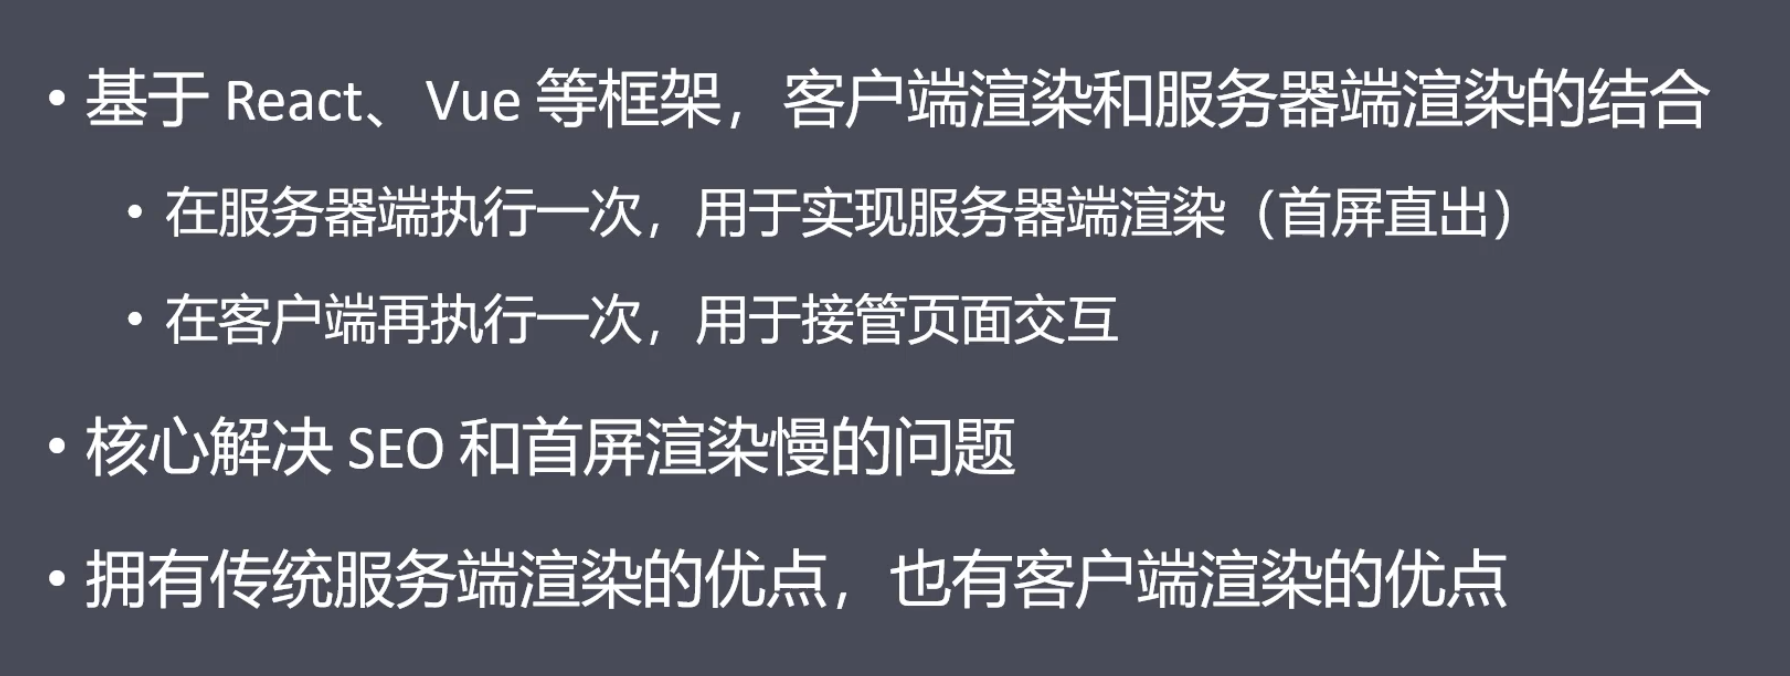 • 基于 React、Vue 等框架，客户端渲染和服务器端渲染的结合
• 在服务器端执行一次，用于实现服务器端渲染（首屏直出）
• 在客户端再执行一次，用于接管页面交互
• 核心解决 SEO 和首屏渲染慢的问题
• 拥有传统服务端渲染的优点，也有客户端渲染的优点